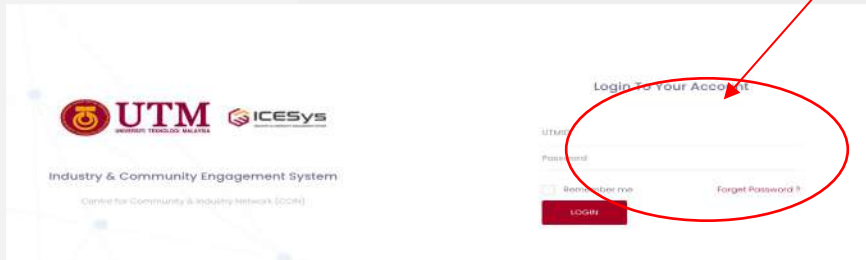 UTM
UNIVERSITI TEKNOLOGI MALAYSIA
ICESys
Industry & Community Engagement System
Centre for Community & Industry Network (CCIN)
Login To Your Account
UTMID
Password
Remember me
Forget Password ?
LOGIN